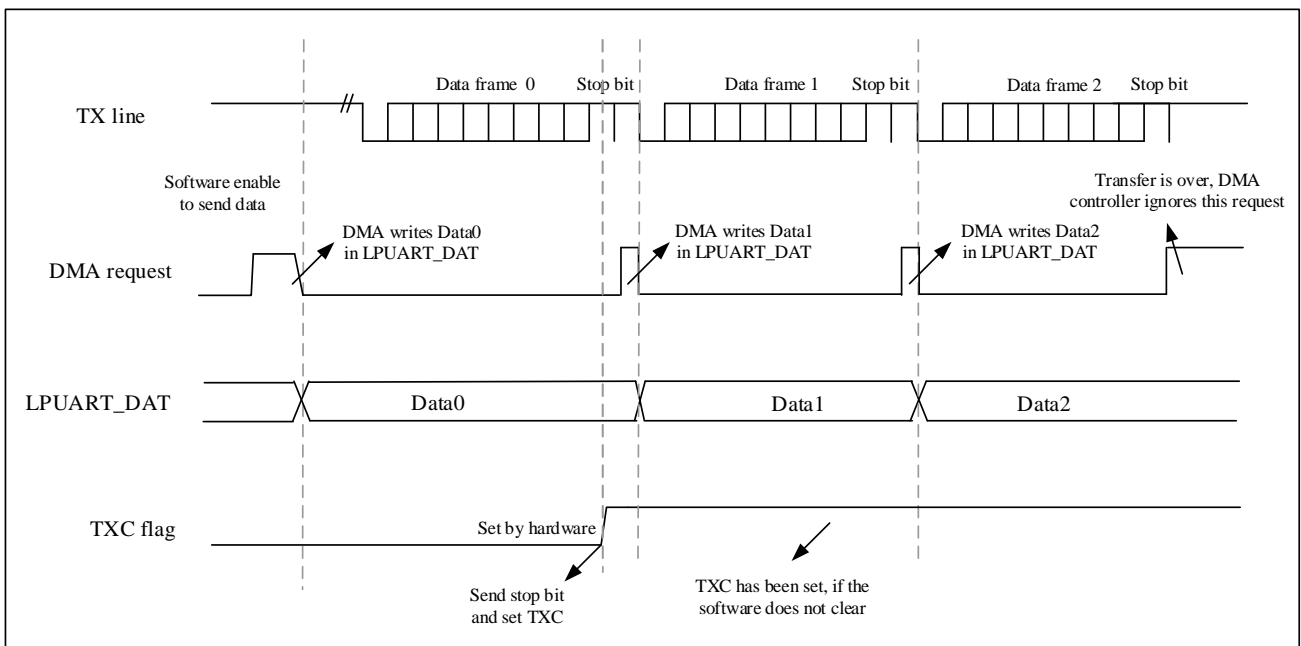 Data frame 0
Stop bit
Data frame 1
Stop bit
Data frame 2
Stop bit
TX line
Software enable
to send data
Transfer is over, DMA
controller ignores this request
DMA writes Data0
in LPUART_DAT
DMA writes Data1
in LPUART_DAT
DMA writes Data2
in LPUART_DAT
DMA request
LPUART_DAT
Data0
Data1
Data2
TXC flag
Set by hardware
Send stop bit
and set TXC
TXC has been set, if the
software does not clear